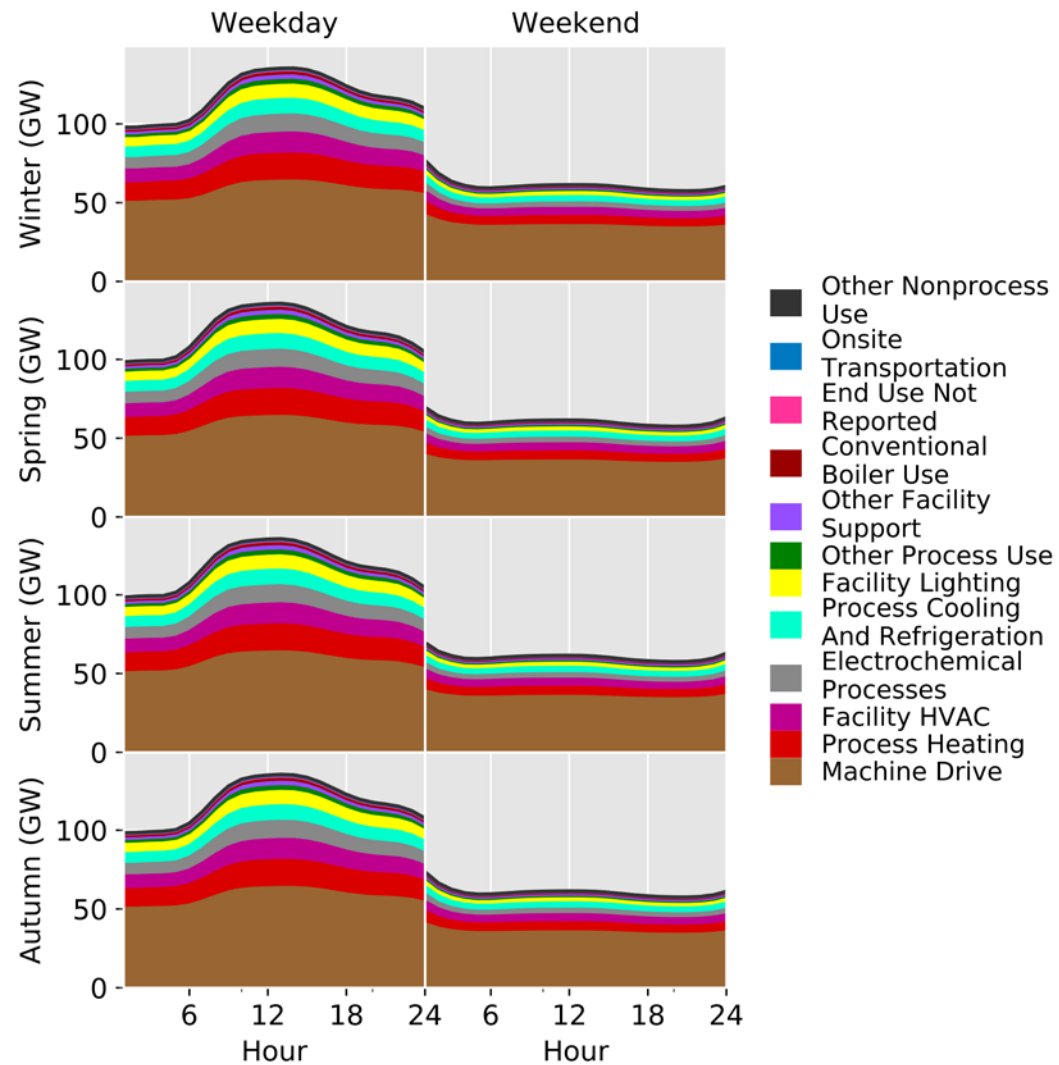 Weekday
Weekend
Winter (GW)
100
50
0
Spring (GW)
100
50
0
Summer (GW)
100
50
0
Autumn (GW)
100
50
0
6
12
18
24
6
12
18
24
Hour
Hour
Other Nonprocess
Use
Onsite
Transportation
End Use Not
Reported
Conventional
Boiler Use
Other Facility
Support
Other Process Use
Facility Lighting
Process Cooling
And Refrigeration
Electrochemical
Processes
Facility HVAC
Process Heating
Machine Drive